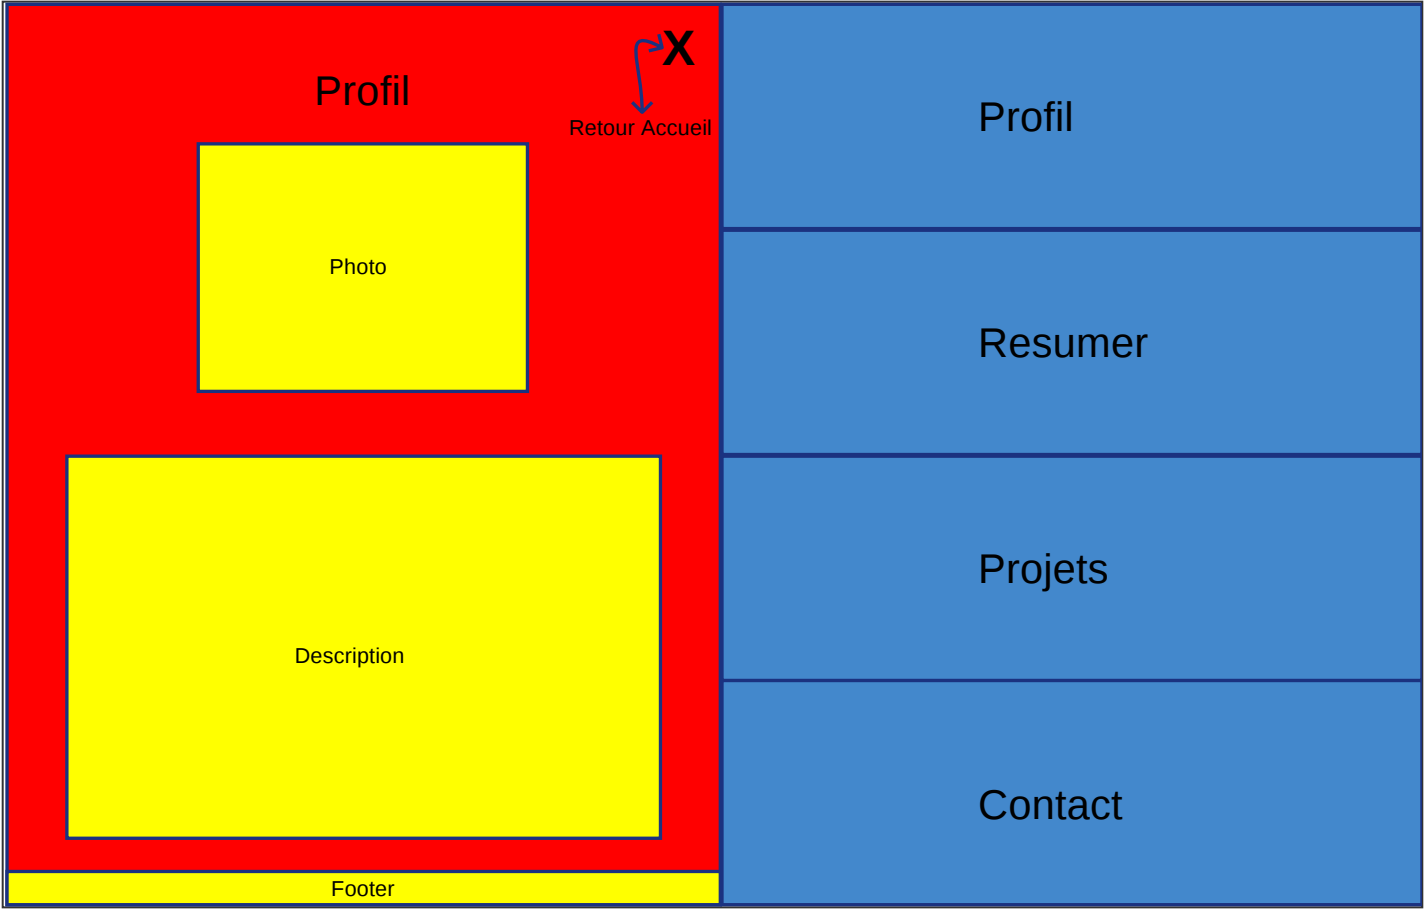 Profil
X
Retour Accueil
Photo
Description
Footer
Profil
Resumer
Projets
Contact